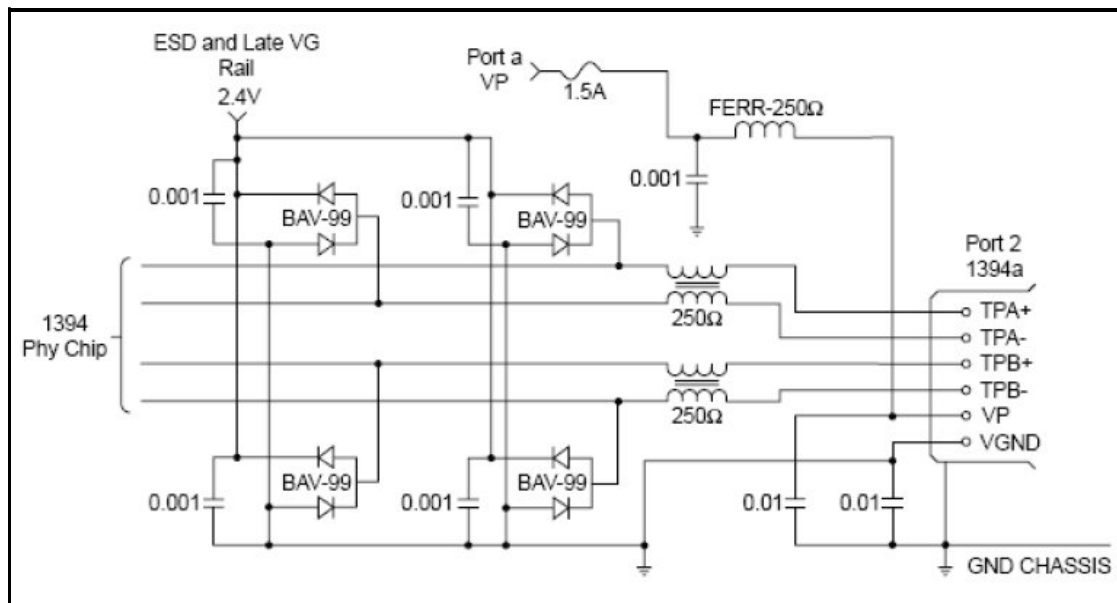 ESD and Late VG
Rail
2.4V
Port a
VP
1.5A
FERR-250Ω
0.001
BAV-99
0.001
BAV-99
0.001
Port 2
1394a
1394
Phy Chip
250Ω
250Ω
TPA+
TPA-
TPB+
TPB-
VP
VGND
0.001
BAV-99
0.001
BAV-99
0.01
0.01
GND CHASSIS